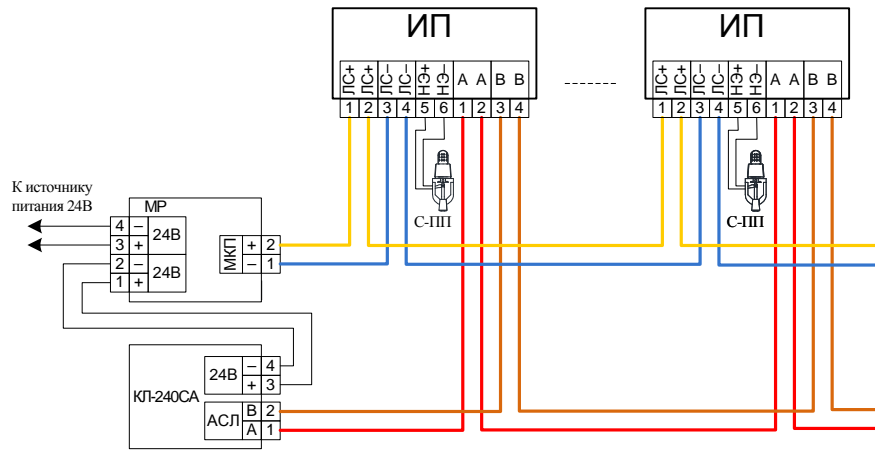 ИП
ЛС+ ЛС+ ЛС− ЛС− НЭ+ НЭ− A A B B
1 2 3 4 5 6 1 2 3 4
С-ПП
ИП
ЛС+ ЛС+ ЛС− ЛС− НЭ+ НЭ− A A B B
1 2 3 4 5 6 1 2 3 4
С-ПП
К источнику
питания 24В
МР
4 −
3 +
24В
2 −
1 +
24В
МКП
+ 2
− 1
КЛ-240СА
24В
− 4
+ 3
АСЛ
B 2
A 1